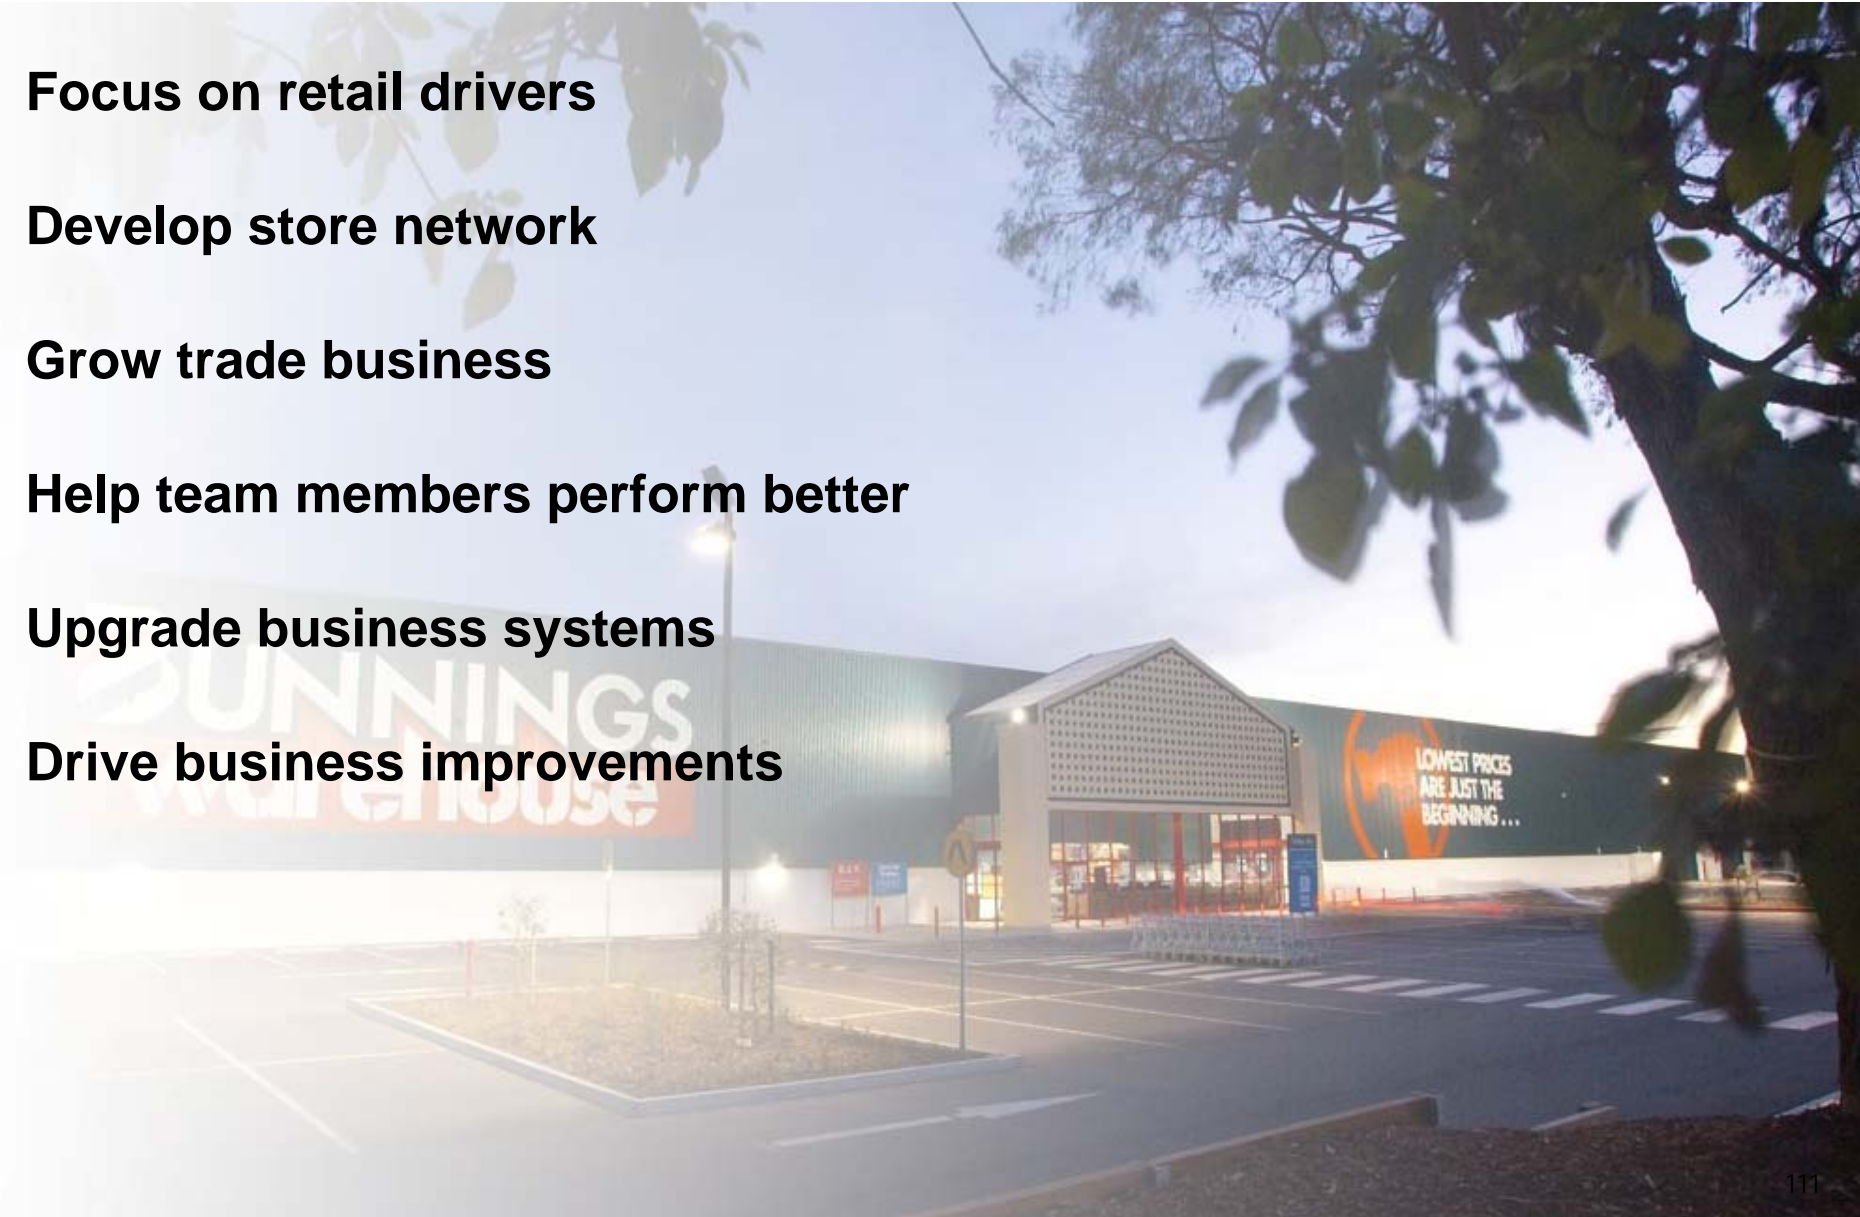 Focus on retail drivers
Develop store network
Grow trade business
Help team members perform better
Upgrade business systems
BUNNINGS
Drive business improvements
warehouse
LOWEST PRICES
ARE JUST THE
BEGINNING...
111